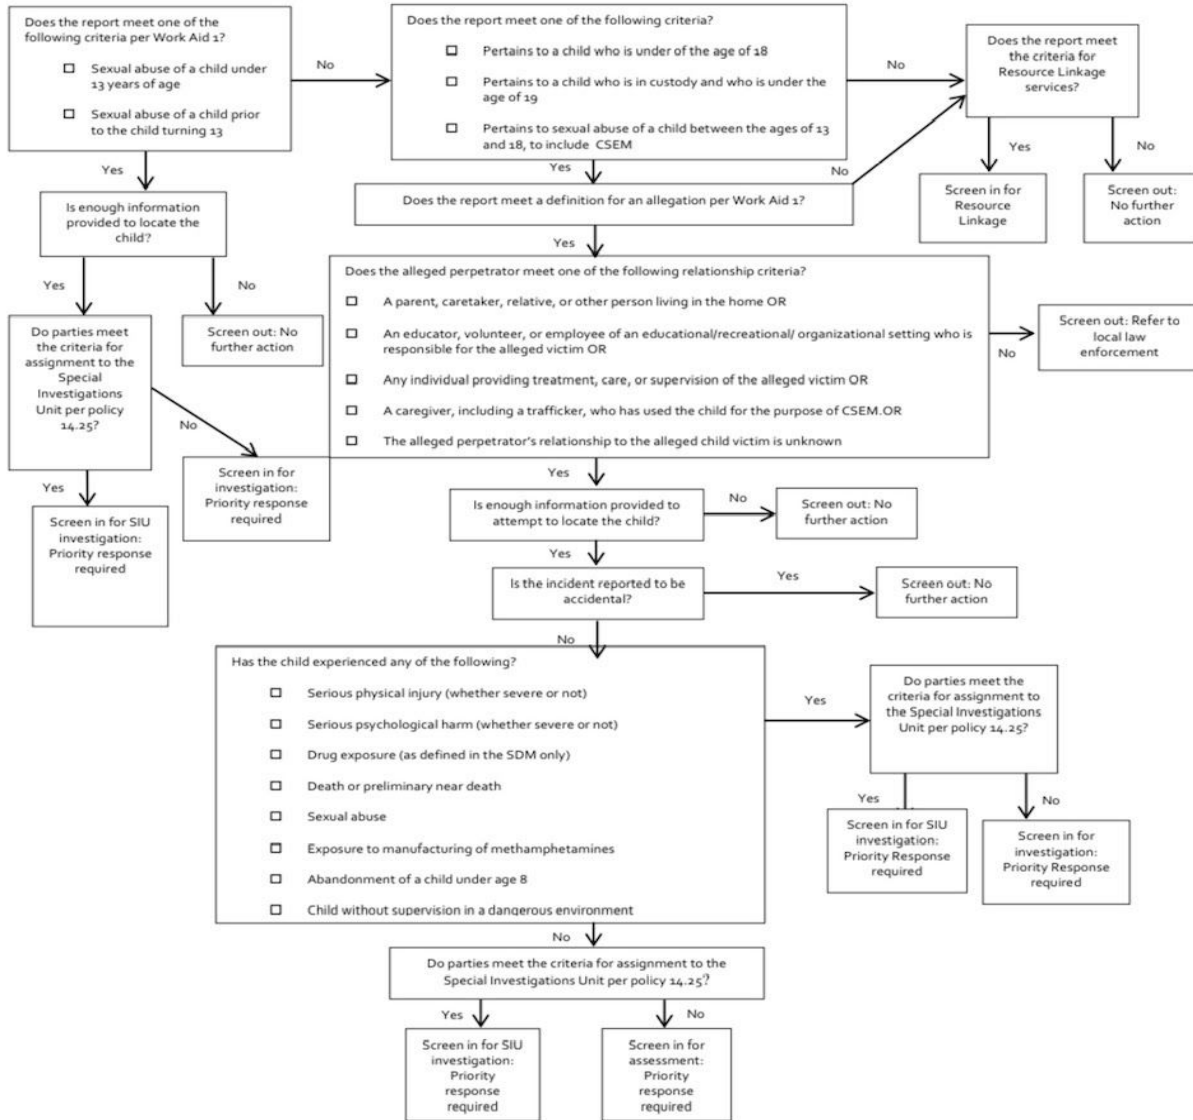 Does the report meet one of the
following criteria per Work Aid 1?
☐ Sexual abuse of a child under
13 years of age
☐ Sexual abuse of a child prior
to the child turning 13
No
Does the report meet one of the following criteria?
☐ Pertains to a child who is under of the age of 18
☐ Pertains to a child who is in custody and who is under the
age of 19
☐ Pertains to sexual abuse of a child between the ages of 13
and 18, to include CSEM
No
Does the report meet
the criteria for
Resource Linkage
services?
Yes
No
Screen in for
Resource
Linkage
Screen out:
No further
action
Yes
Is enough information
provided to locate the
child?
Yes
No
Does the report meet a definition for an allegation per Work Aid 1?
No
Yes
Yes
No
Do parties meet
the criteria for
assignment to the
Special
Investigations
Unit per policy
14.25?
Screen out: No
further action
No
Yes
Screen in for
investigation:
Priority response
required
Screen in for SIU
investigation:
Priority response
required
Does the alleged perpetrator meet one of the following relationship criteria?
☐ A parent, caretaker, relative, or other person living in the home OR
☐ An educator, volunteer, or employee of an educational/recreational/ organizational setting who is
responsible for the alleged victim OR
☐ Any individual providing treatment, care, or supervision of the alleged victim OR
☐ A caregiver, including a trafficker, who has used the child for the purpose of CSEM.OR
☐ The alleged perpetrator's relationship to the alleged child victim is unknown
No
Screen out: Refer to
local law
enforcement
Yes
Is enough information provided to
attempt to locate the child?
No
Screen out: No
further action
Yes
Is the incident reported to be
accidental?
Yes
Screen out: No
further action
No
Has the child experienced any of the following?
☐ Serious physical injury (whether severe or not)
☐ Serious psychological harm (whether severe or not)
☐ Drug exposure (as defined in the SDM only)
☐ Death or preliminary near death
☐ Sexual abuse
☐ Exposure to manufacturing of methamphetamines
☐ Abandonment of a child under age 8
☐ Child without supervision in a dangerous environment
Yes
Do parties meet the
criteria for assignment to
the Special Investigations
Unit per policy 14.25?
Yes
No
Screen in for SIU
investigation:
Priority Response
required
Screen in for
investigation:
Priority Response
required
No
Do parties meet the criteria for assignment to the
Special Investigations Unit per policy 14.25?
Yes
No
Screen in for SIU
investigation:
Priority
response
required
Screen in for
assessment:
Priority
response
required